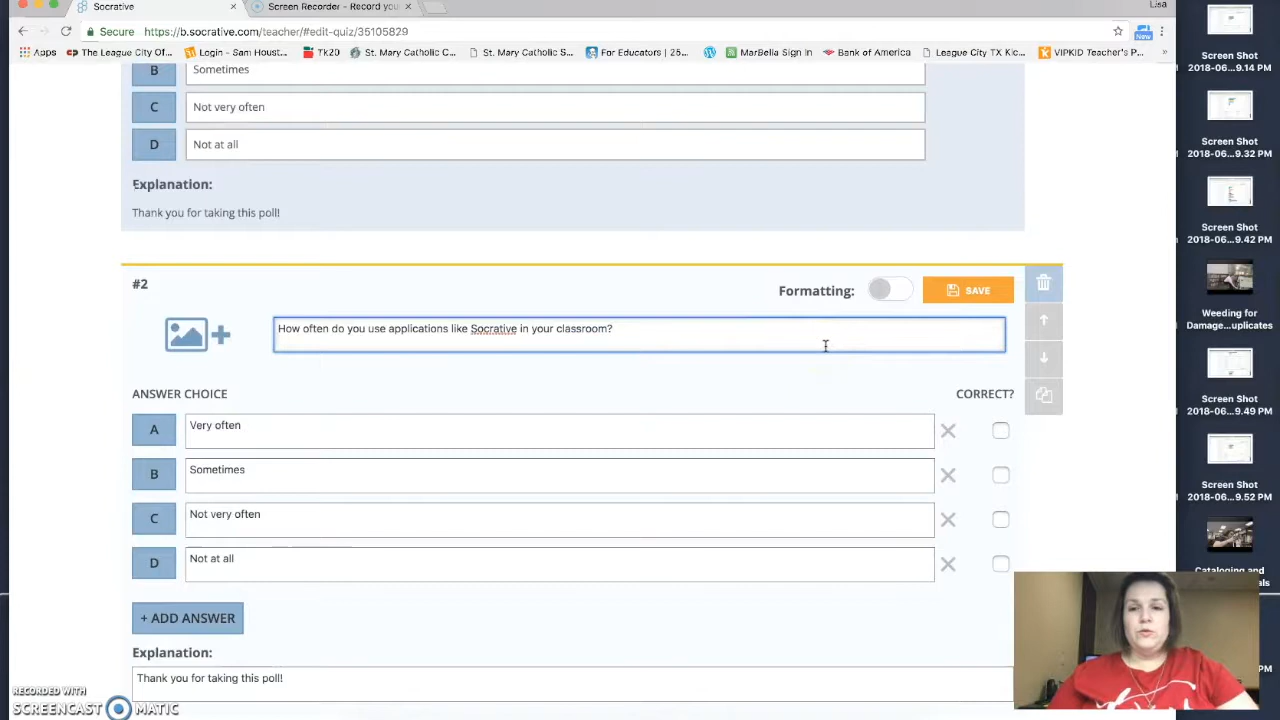 Socrative
Screen Recorder - Record your
Lisa
Secure https://b.socrative.com/teacher/#edit-quiz/
New
Apps
The League City Of...
Login - Sam Hous...
TK20
St. Mary Catholic
St. Mary School
For Educators | 25...
MarBella Sign In
Bank of America
League City TX Kic...
VIPKID Teacher's P...
»
B Sometimes
C Not very often
D Not at all
Explanation:
Thank you for taking this poll!
#2
Formatting:
SAVE
How often do you use applications like Socrative in your classroom?
ANSWER CHOICE
CORRECT?
A Very often
B Sometimes
C Not very often
D Not at all
+ ADD ANSWER
Explanation:
Thank you for taking this poll!
RECORDED WITH
SCREENCAST MATIC
Screen Shot
2018-06...9.14 PM
Screen Shot
2018-06...9.32 PM
Screen Shot
2018-06...9.42 PM
Weeding for
Damage...uplicates
Screen Shot
2018-06...9.49 PM
Screen Shot
2018-06...9.52 PM
Cataloging and